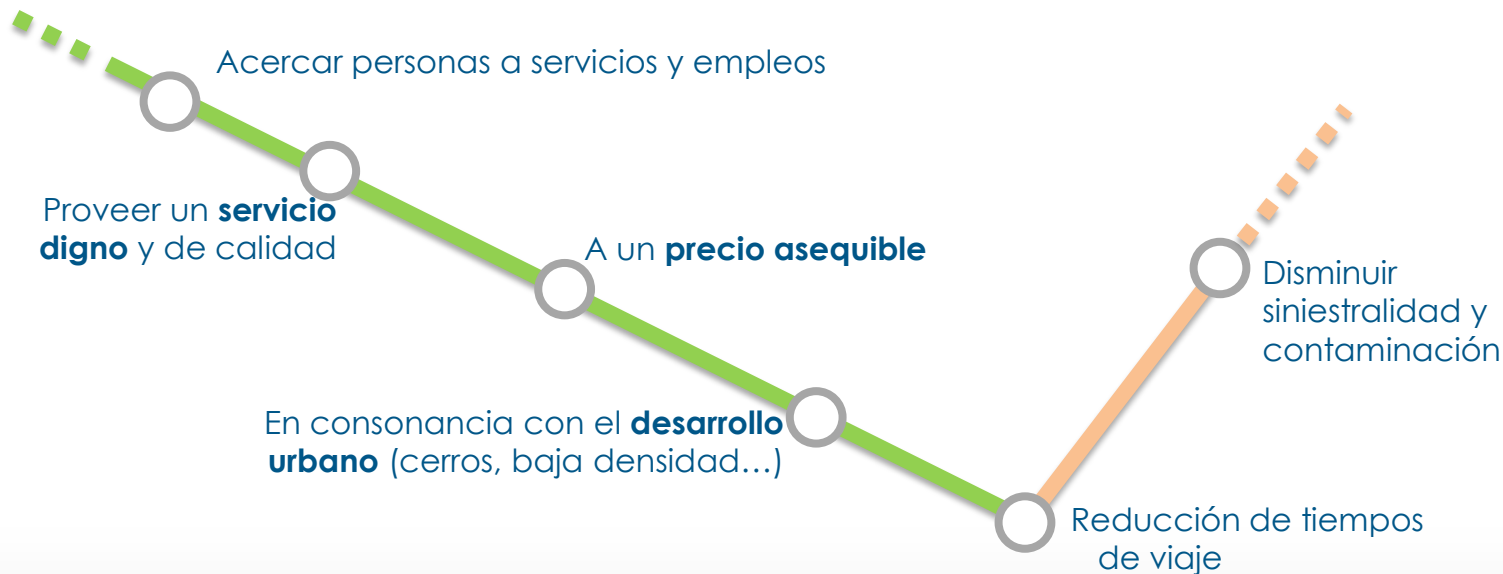 Acercar personas a servicios y empleos
Proveer un servicio
digno y de calidad
A un precio asequible
En consonancia con el desarrollo
urbano (cerros, baja densidad…)
Reducción de tiempos
de viaje
Disminuir
siniestralidad y
contaminación